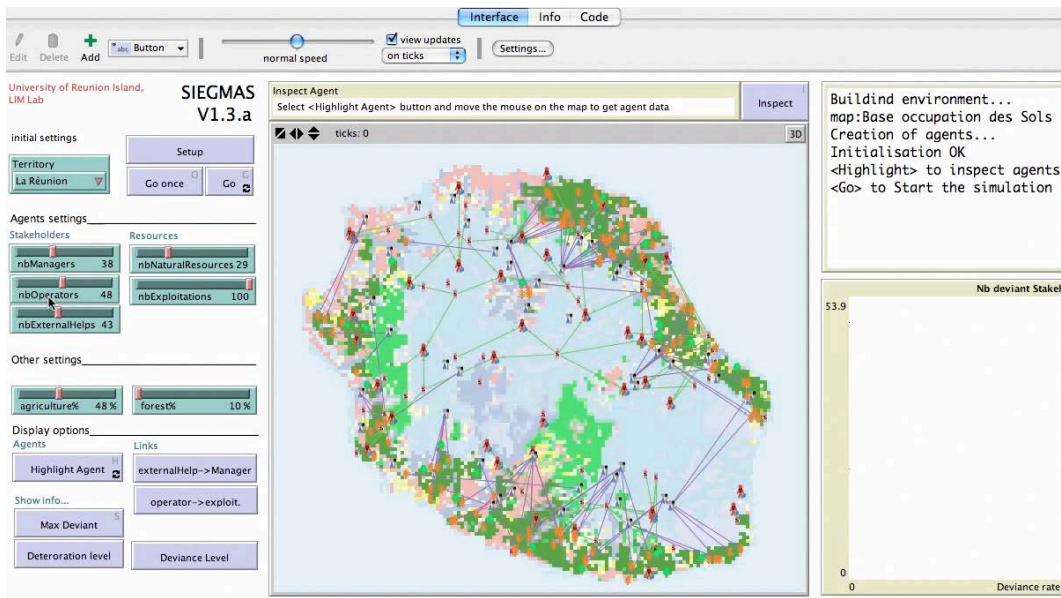 Interface Info Code
Edit Delete Add abc Button normal speed view updates on ticks Settings...
University of Reunion Island,
LIM Lab
SIEGMAS
V1.3.a
initial settings
Territory
La Réunion
Setup
Go once O
Go G
Agents settings
Stakeholders
nbManagers 38
nbOperators 48
nbExternalHelps 43
Resources
nbNaturalResources 29
nbExploitations 100
Other settings
agriculture% 48 %
forest% 10 %
Display options
Agents
Highlight Agent H
Links
externalHelp->Manager
operator->exploit.
Show info...
Max Deviant S
Deteroration level
Deviance Level
Inspect Agent
Select <Highlight Agent> button and move the mouse on the map to get agent data
Inspect I
ticks: 0
3D
Buildind environment...
map:Base occupation des Sols
Creation of agents...
Initialisation OK
<Highlight> to inspect agents
<Go> to Start the simulation
Nb deviant Stakel
53.9
0
0
Deviance rate